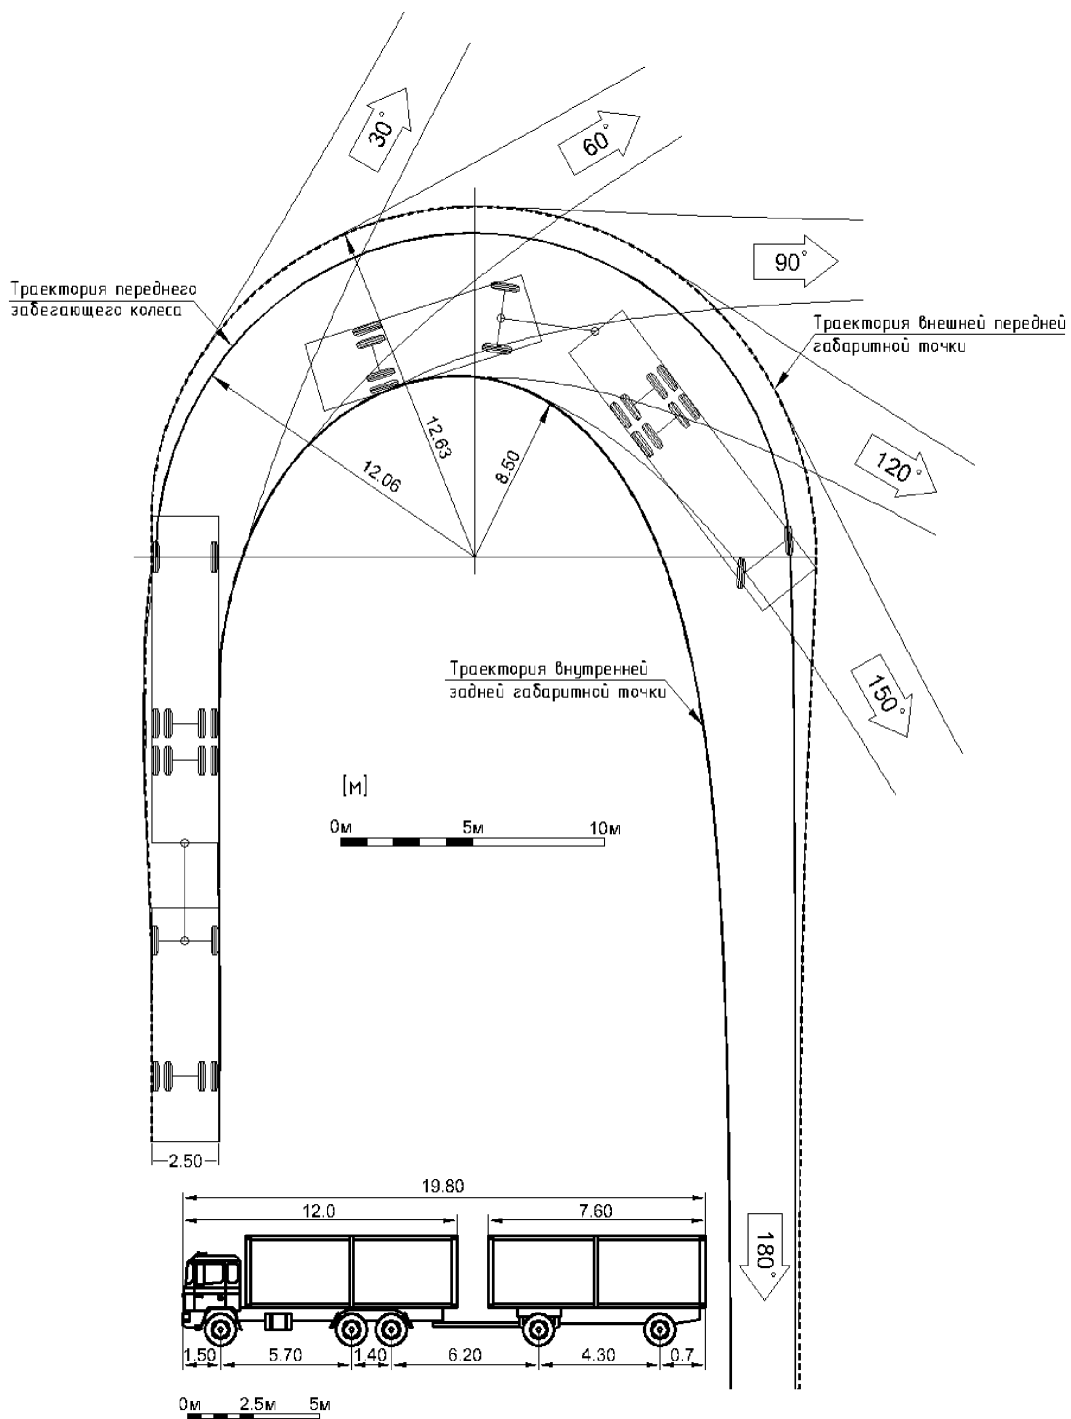 30°
60°
90°
Траектория переднего
забегающего колеса
Траектория внешней передней
габаритной точки
12.63
8.50
12.06
120°
Траектория внутренней
задней габаритной точки
150°
[м]
0м 5м 10м
2.50
19.80
12.0 7.60
180°
1.50 5.70 1.40 6.20 4.30 0.7
0м 2.5м 5м